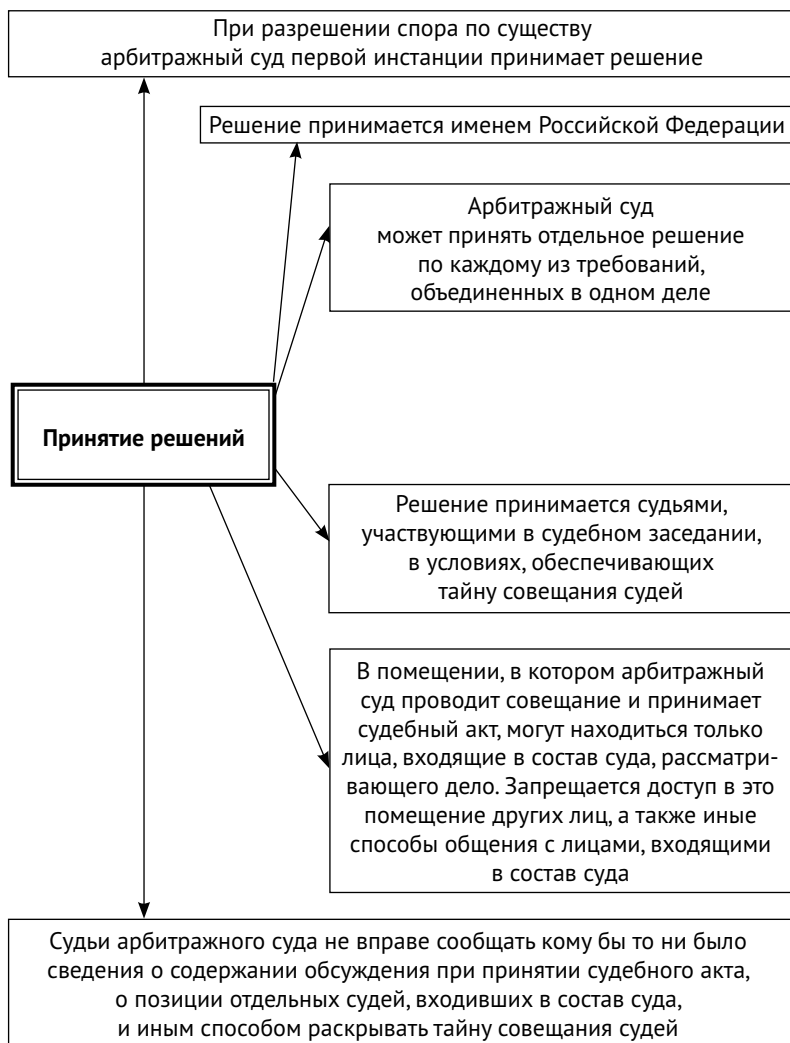 При разрешении спора по существу
арбитражный суд первой инстанции принимает решение
Решение принимается именем Российской Федерации
Арбитражный суд
может принять отдельное решение
по каждому из требований,
объединенных в одном деле
Принятие решений
Решение принимается судьями,
участвующими в судебном заседании,
в условиях, обеспечивающих
тайну совещания судей
В помещении, в котором арбитражный
суд проводит совещание и принимает
судебный акт, могут находиться только
лица, входящие в состав суда, рассматри-
вающего дело. Запрещается доступ в это
помещение других лиц, а также иные
способы общения с лицами, входящими
в состав суда
Судьи арбитражного суда не вправе сообщать кому бы то ни было
сведения о содержании обсуждения при принятии судебного акта,
о позиции отдельных судей, входивших в состав суда,
и иным способом раскрывать тайну совещания судей